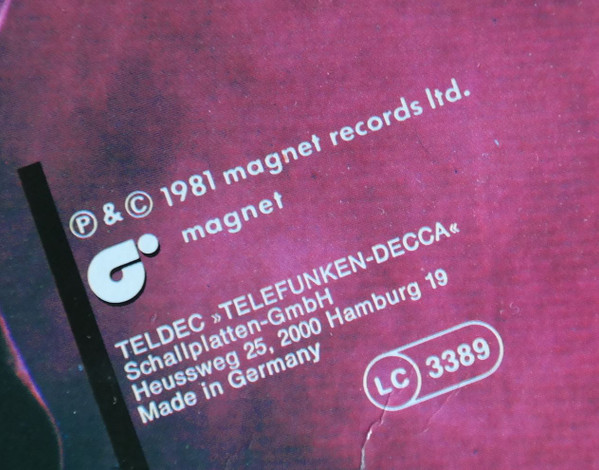 Ⓟ & © 1981 magnet records ltd.
magnet
TELDEC »TELEFUNKEN-DECCA«
Schallplatten-GmbH
Heussweg 25, 2000 Hamburg 19
Made in Germany
LC 3389